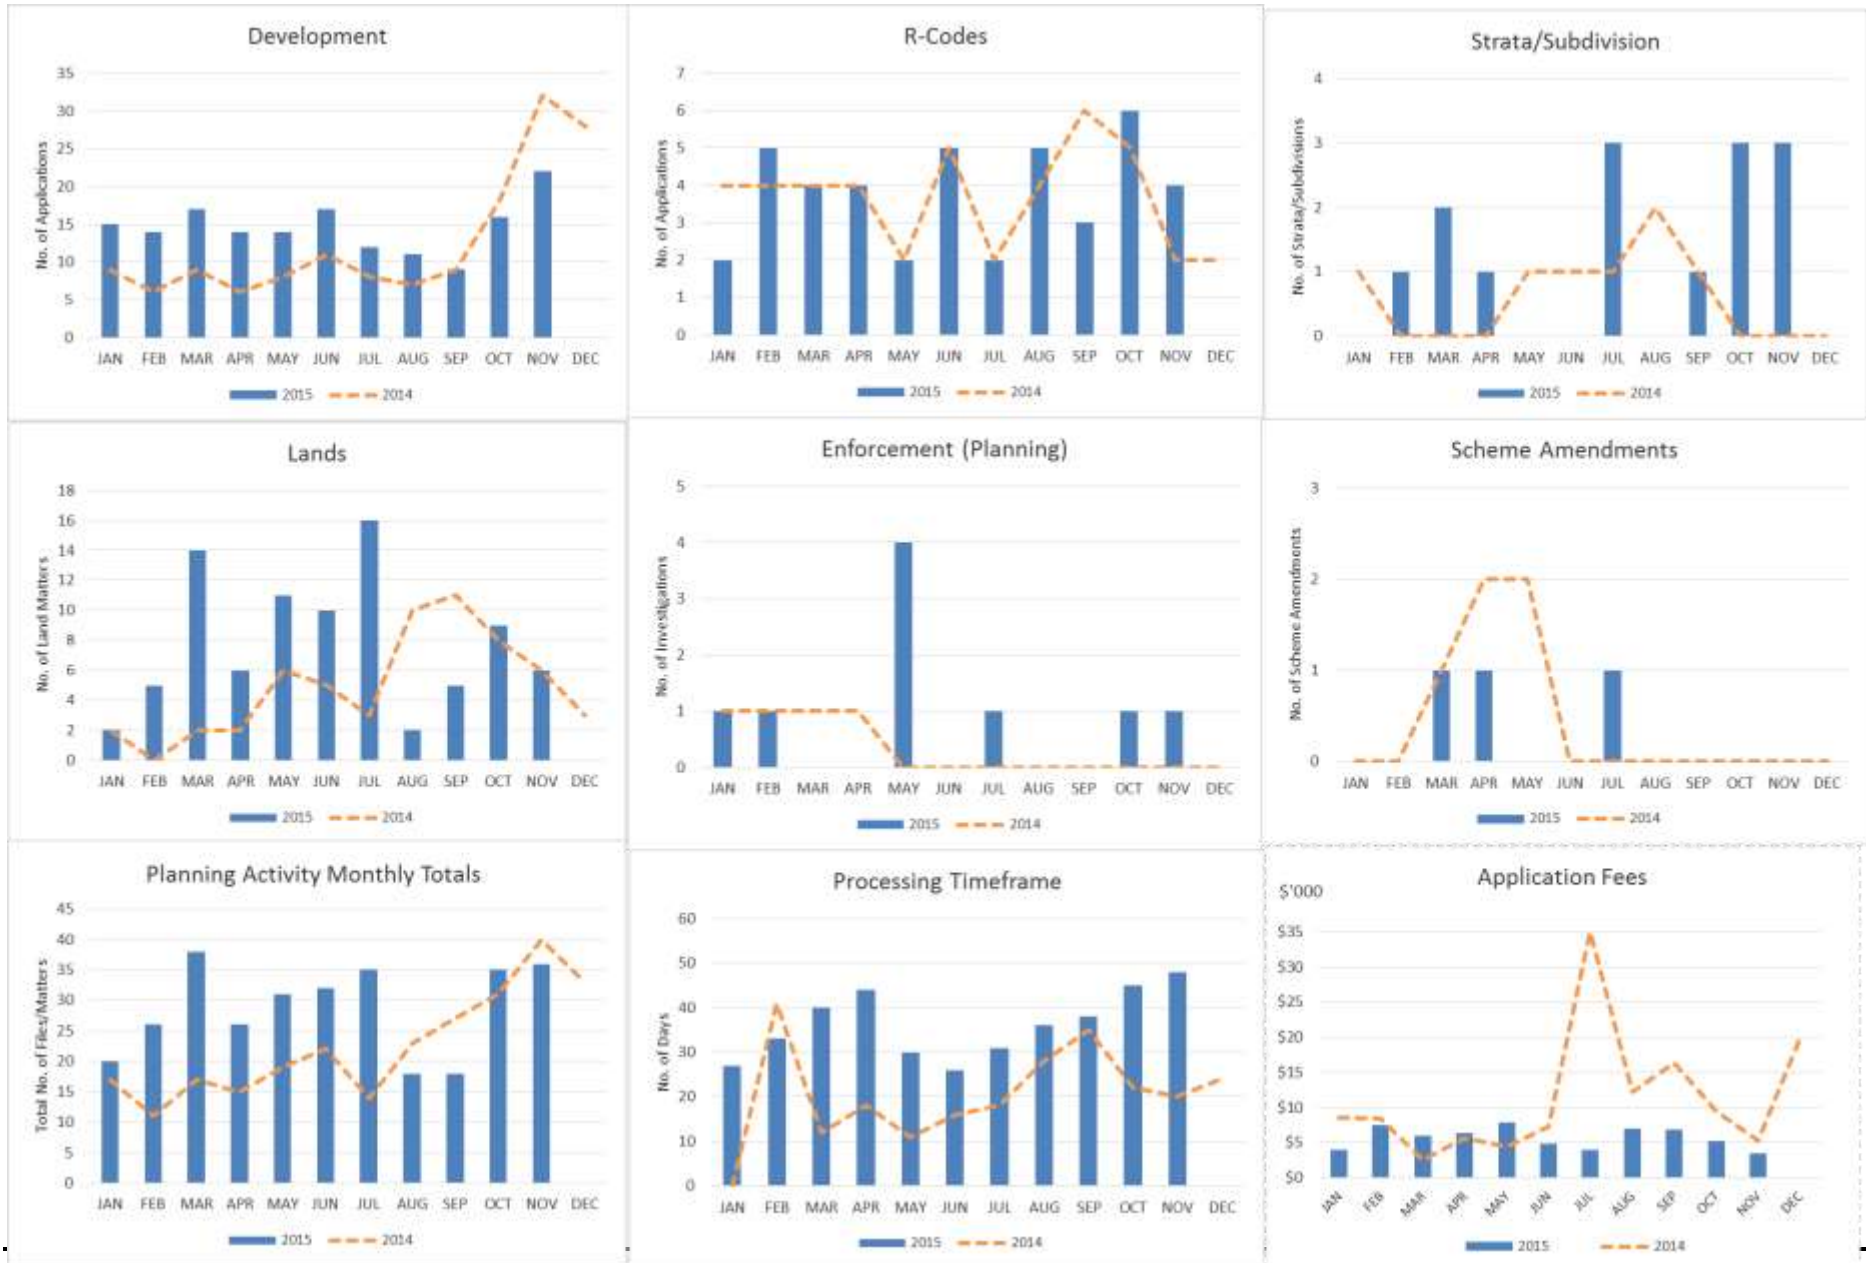 Development
35
30
25
20
15
10
5
0
No. of Applications
JAN FEB MAR APR MAY JUN JUL AUG SEP OCT NOV DEC
2015 2014
R-Codes
7
6
5
4
3
2
1
0
No. of Applications
JAN FEB MAR APR MAY JUN JUL AUG SEP OCT NOV DEC
2015 2014
Strata/Subdivision
4
3
2
1
0
No. of Strata/Subdivisions
JAN FEB MAR APR MAY JUN JUL AUG SEP OCT NOV DEC
2015 2014
Lands
18
16
14
12
10
8
6
4
2
0
No. of Land Matters
JAN FEB MAR APR MAY JUN JUL AUG SEP OCT NOV DEC
2015 2014
Enforcement (Planning)
5
4
3
2
1
0
No. of Investigations
JAN FEB MAR APR MAY JUN JUL AUG SEP OCT NOV DEC
2015 2014
Scheme Amendments
3
2
1
0
No. of Scheme Amendments
JAN FEB MAR APR MAY JUN JUL AUG SEP OCT NOV DEC
2015 2014
Planning Activity Monthly Totals
45
40
35
30
25
20
15
10
5
0
Total No. of Files/Matters
JAN FEB MAR APR MAY JUN JUL AUG SEP OCT NOV DEC
2015 2014
Processing Timeframe
60
50
40
30
20
10
0
No. of Days
JAN FEB MAR APR MAY JUN JUL AUG SEP OCT NOV DEC
2015 2014
Application Fees
$'000
$35
$30
$25
$20
$15
$10
$5
$0
JAN FEB MAR APR MAY JUN JUL AUG SEP OCT NOV DEC
2015 2014